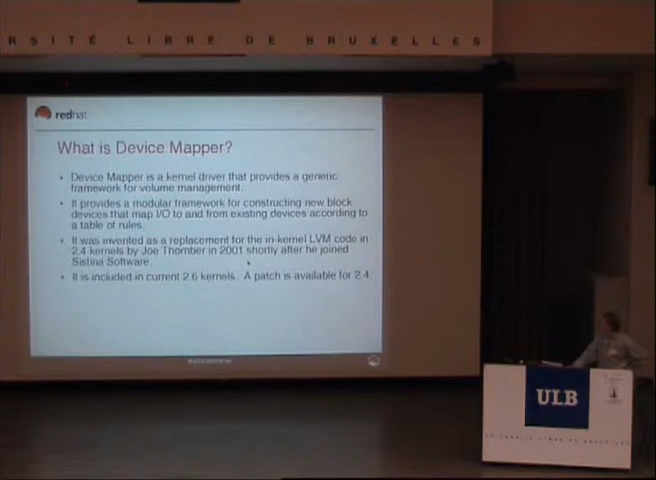 RSITÉ LIBRE DE BRUXELLES
redhat
What is Device Mapper?
• Device Mapper is a kernel driver that provides a generic
framework for volume management.
• It provides a modular framework for constructing new block
devices that map I/O to and from existing devices according to
a table of rules.
• It was invented as a replacement for the in-kernel LVM code in
2.4 kernels by Joe Thornber in 2001 shortly after he joined
Sistina Software.
• It is included in current 2.6 kernels. A patch is available for 2.4.
ULB